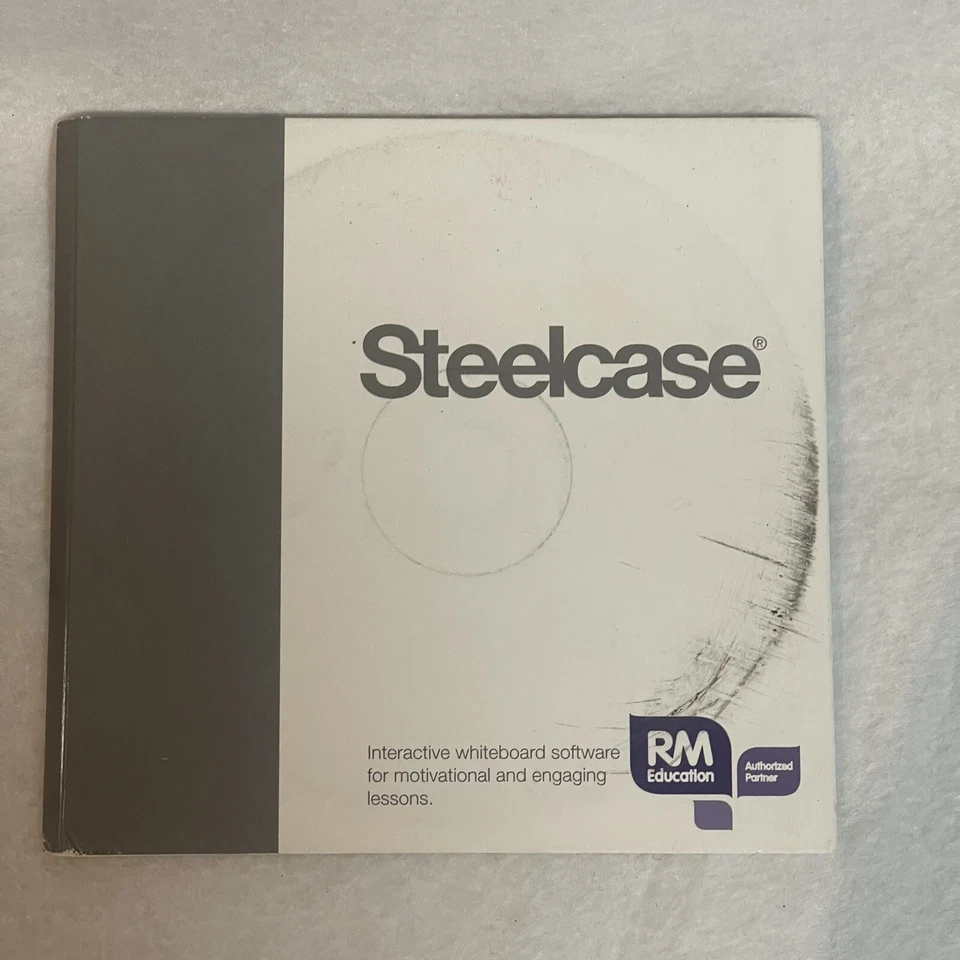 Steelcase®
Interactive whiteboard software
for motivational and engaging
lessons.
RM
Education
Authorized
Partner